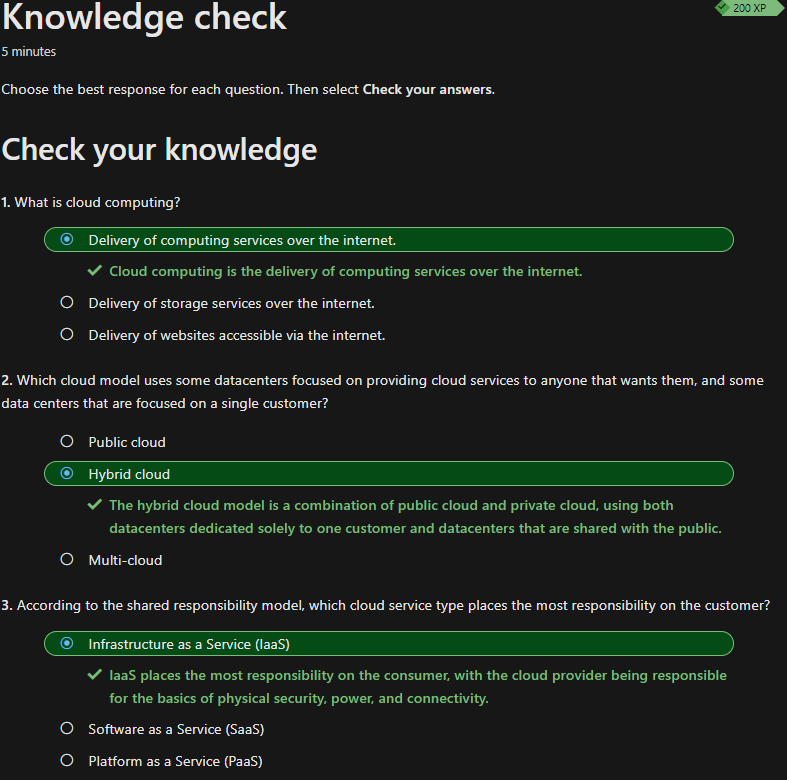 Knowledge check
200 XP
5 minutes
Choose the best response for each question. Then select Check your answers.
Check your knowledge
1. What is cloud computing?
Delivery of computing services over the internet.
Cloud computing is the delivery of computing services over the internet.
Delivery of storage services over the internet.
Delivery of websites accessible via the internet.
2. Which cloud model uses some datacenters focused on providing cloud services to anyone that wants them, and some
data centers that are focused on a single customer?
Public cloud
Hybrid cloud
The hybrid cloud model is a combination of public cloud and private cloud, using both
datacenters dedicated solely to one customer and datacenters that are shared with the public.
Multi-cloud
3. According to the shared responsibility model, which cloud service type places the most responsibility on the customer?
Infrastructure as a Service (IaaS)
IaaS places the most responsibility on the consumer, with the cloud provider being responsible
for the basics of physical security, power, and connectivity.
Software as a Service (SaaS)
Platform as a Service (PaaS)